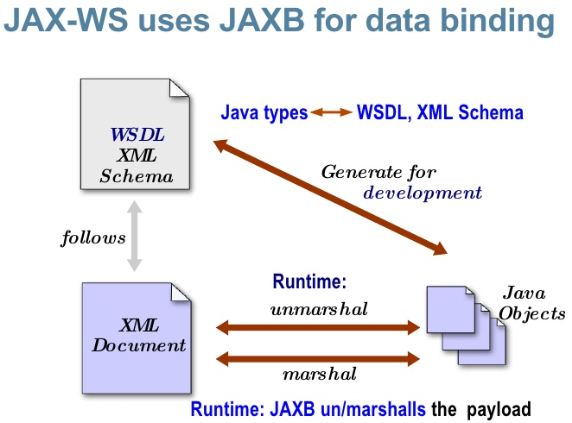 JAX-WS uses JAXB for data binding
Java types WSDL, XML Schema
WSDL
XML
Schema
Generate for
development
follows
Runtime:
unmarshal
XML
Document
Java
Objects
marshal
Runtime: JAXB un/marshalls the payload